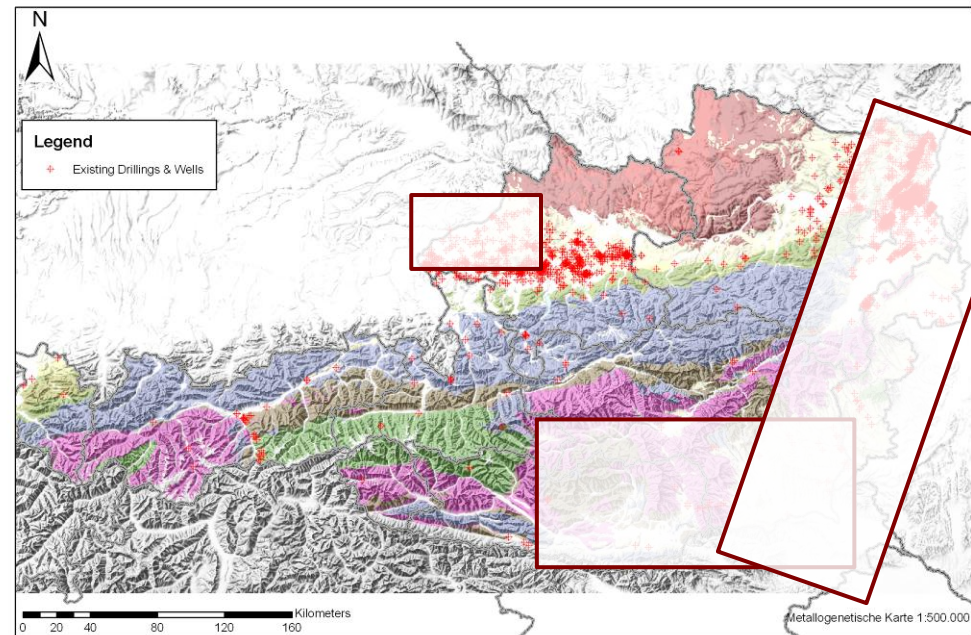 N
Legend
Existing Drillings & Wells
Kilometers
0 20 40 80 120 160
Metallogenetische Karte 1:500.000